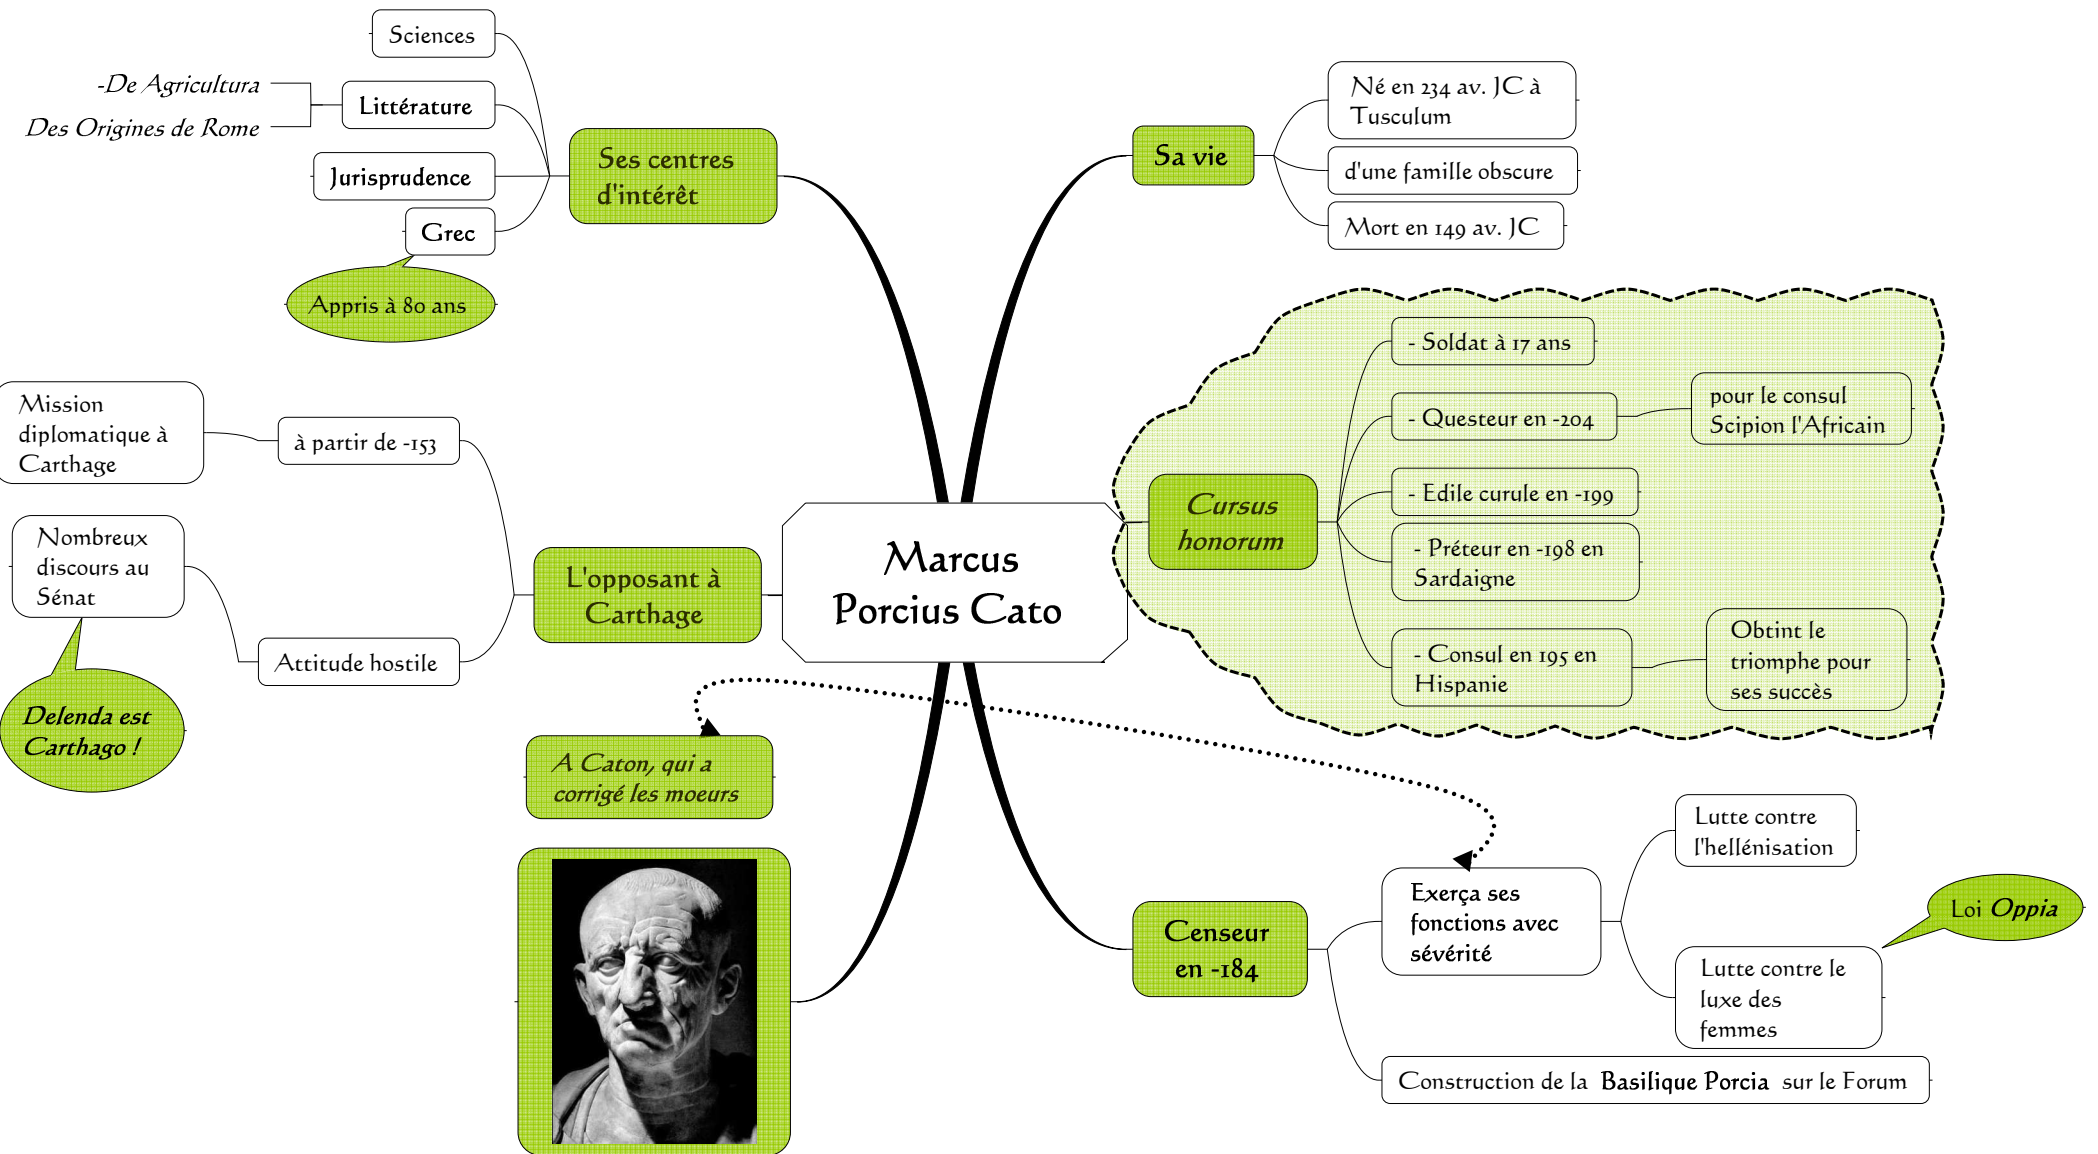 Marcus
Porcius Cato
Sa vie
Né en 234 av. JC à
Tusculum
d'une famille obscure
Mort en 149 av. JC
Cursus
honorum
- Soldat à 17 ans
- Questeur en -204
pour le consul
Scipion l'Africain
- Edile curule en -199
- Préteur en -198 en
Sardaigne
- Consul en 195 en
Hispanie
Obtint le
triomphe pour
ses succès
Censeur
en -184
Exerça ses
fonctions avec
sévérité
Lutte contre
l'hellénisation
Lutte contre le
luxe des
femmes
Loi Oppia
Construction de la Basilique Porcia sur le Forum
A Caton, qui a
corrigé les moeurs
L'opposant à
Carthage
à partir de -153
Mission
diplomatique à
Carthage
Attitude hostile
Nombreux
discours au
Sénat
Delenda est
Carthago !
Ses centres
d'intérêt
Sciences
Littérature
-De Agricultura
Des Origines de Rome
Jurisprudence
Grec
Appris à 80 ans